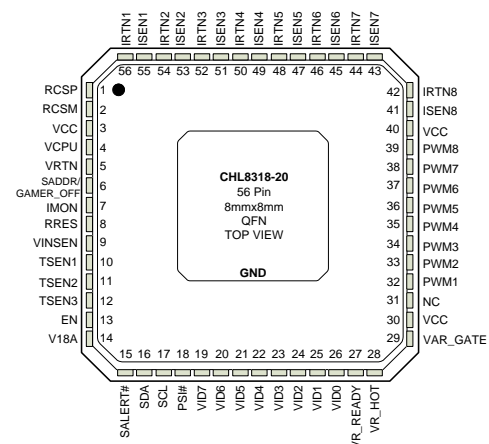 IRTN1
ISEN1
IRTN2
ISEN2
IRTN3
ISEN3
IRTN4
ISEN4
IRTN5
ISEN5
IRTN6
ISEN6
IRTN7
ISEN7
56 55 54 53 52 51 50 49 48 47 46 45 44 43
RCSP 1
RCSM 2
VCC 3
VCPU 4
VRTN 5
SADDR/
GAMER_OFF 6
IMON 7
RRES 8
VINSEN 9
TSEN1 10
TSEN2 11
TSEN3 12
EN 13
V18A 14
CHL8318-20
56 Pin
8mmx8mm
QFN
TOP VIEW
GND
42 IRTN8
41 ISEN8
40 VCC
39 PWM8
38 PWM7
37 PWM6
36 PWM5
35 PWM4
34 PWM3
33 PWM2
32 PWM1
31 NC
30 VCC
29 VAR_GATE
15 16 17 18 19 20 21 22 23 24 25 26 27 28
SALERT#
SDA
SCL
PSI#
VID7
VID6
VID5
VID4
VID3
VID2
VID1
VID0
VR_READY
VR_HOT